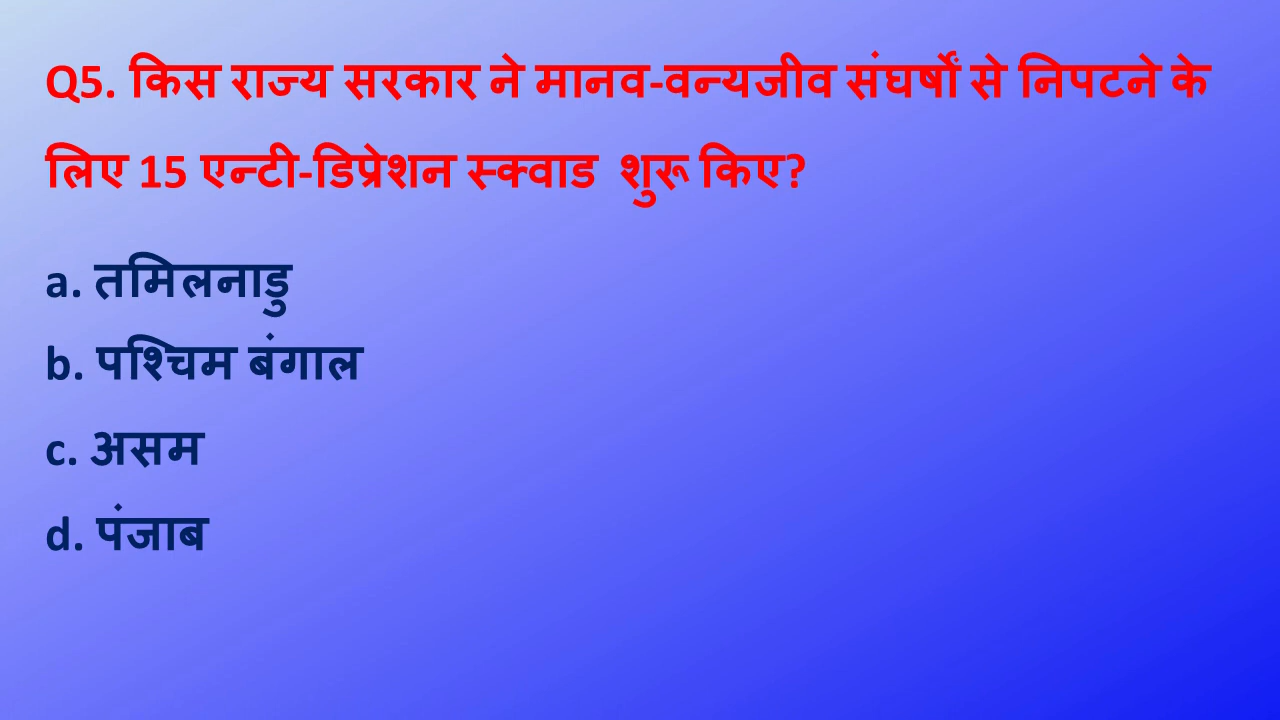 Q5. किस राज्य सरकार ने मानव-वन्यजीव संघर्षों से निपटने के
लिए 15 एन्टी-डिप्रेशन स्क्वाड शुरू किए?
a. तमिलनाडु
b. पश्चिम बंगाल
c. असम
d. पंजाब